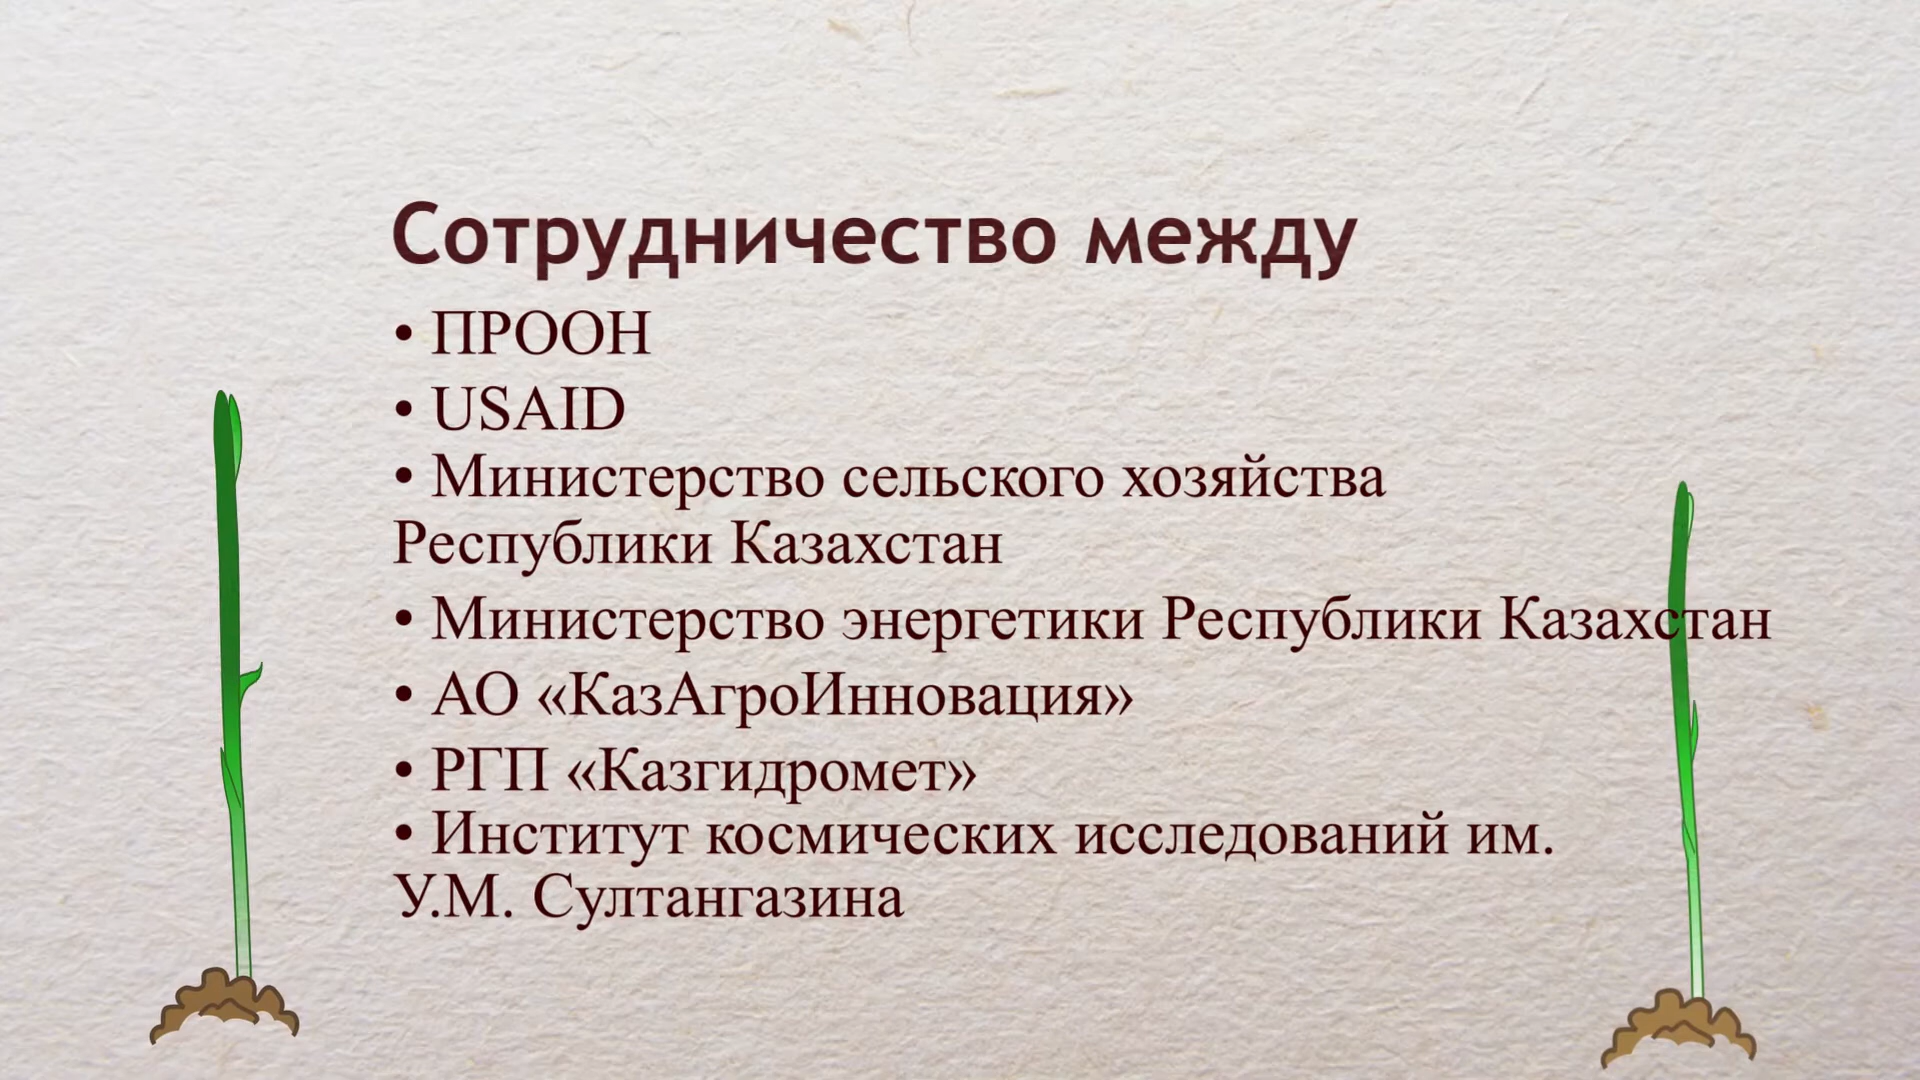 Сотрудничество между
• ПРООН
• USAID
• Министерство сельского хозяйства
Республики Казахстан
• Министерство энергетики Республики Казахстан
• АО «КазАгроИнновация»
• РГП «Казгидромет»
• Институт космических исследований им.
У.М. Султангазина